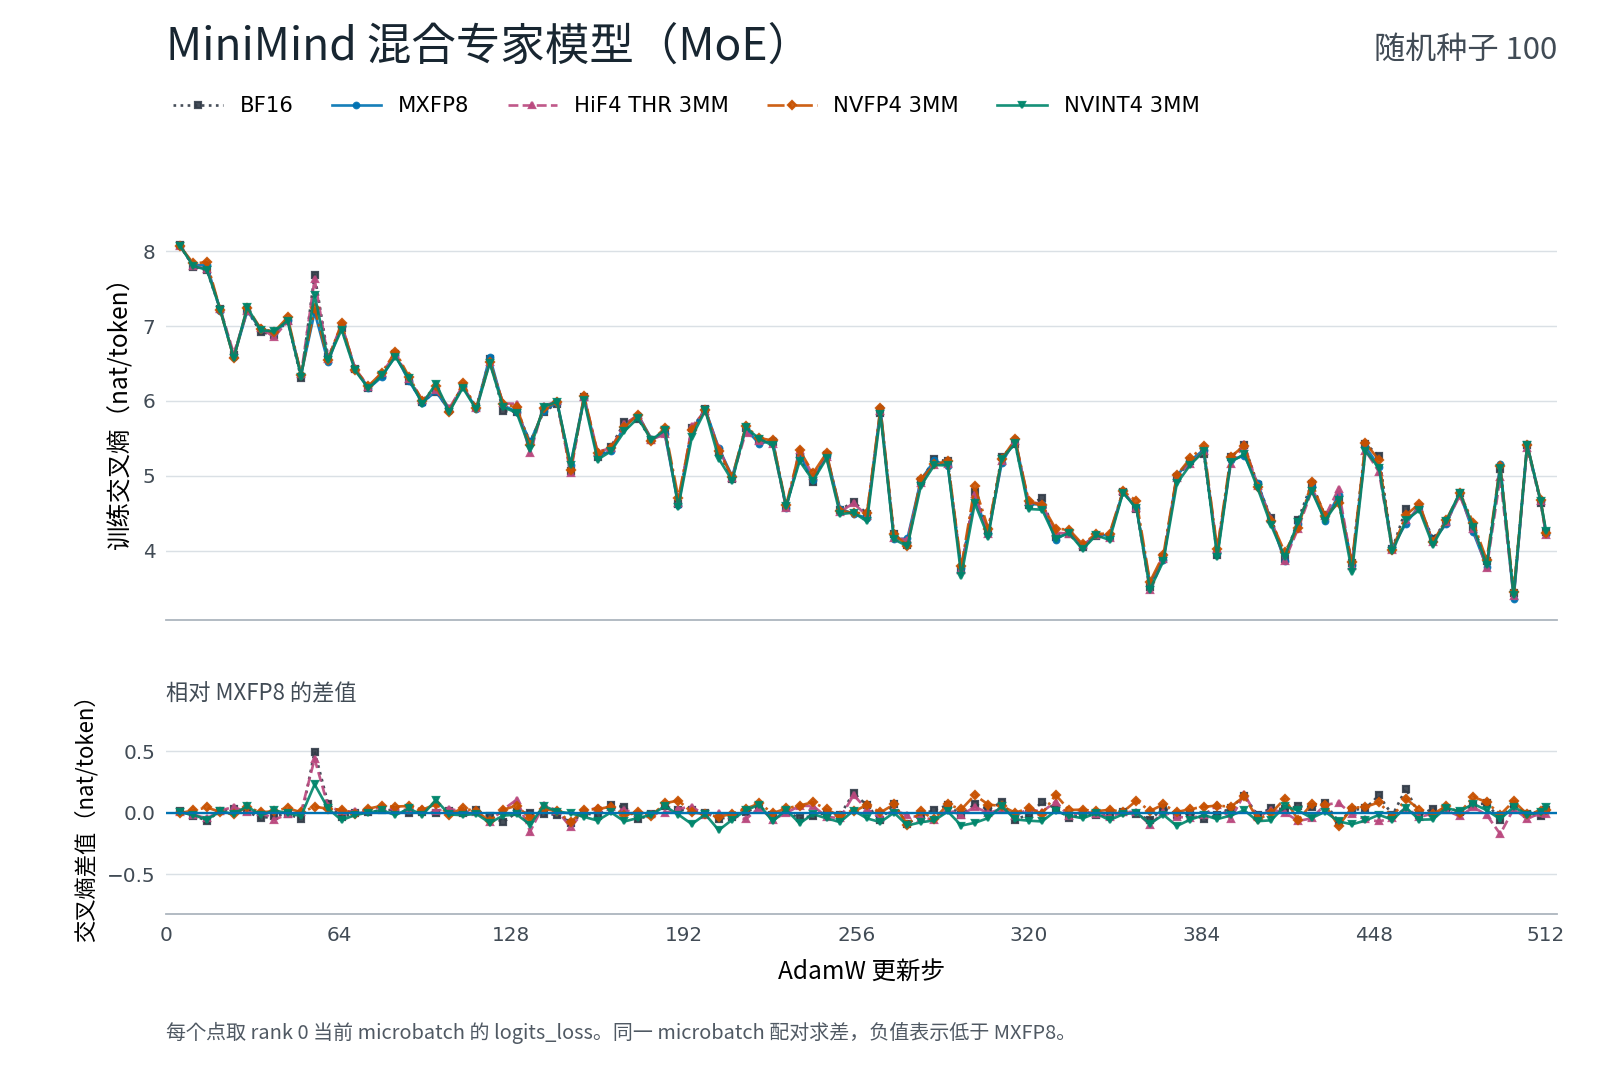 MiniMind 混合专家模型（MoE）
随机种子 100
BF16
MXFP8
HiF4 THR 3MM
NVFP4 3MM
NVINT4 3MM
训练交叉熵（nat/token）
8
7
6
5
4
相对 MXFP8 的差值
交叉熵差值（nat/token）
0.5
0.0
−0.5
0
64
128
192
256
320
384
448
512
AdamW 更新步
每个点取 rank 0 当前 microbatch 的 logits_loss。同一 microbatch 配对求差，负值表示低于 MXFP8。